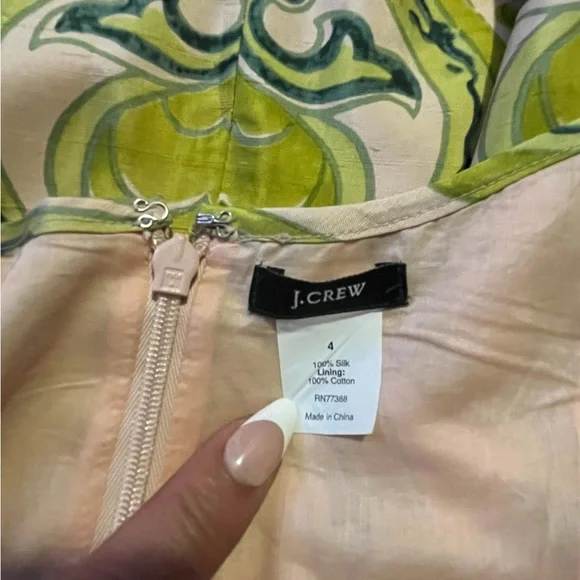 J.CREW
4
100% Silk
Lining:
100% Cotton
RN77388
Made in China